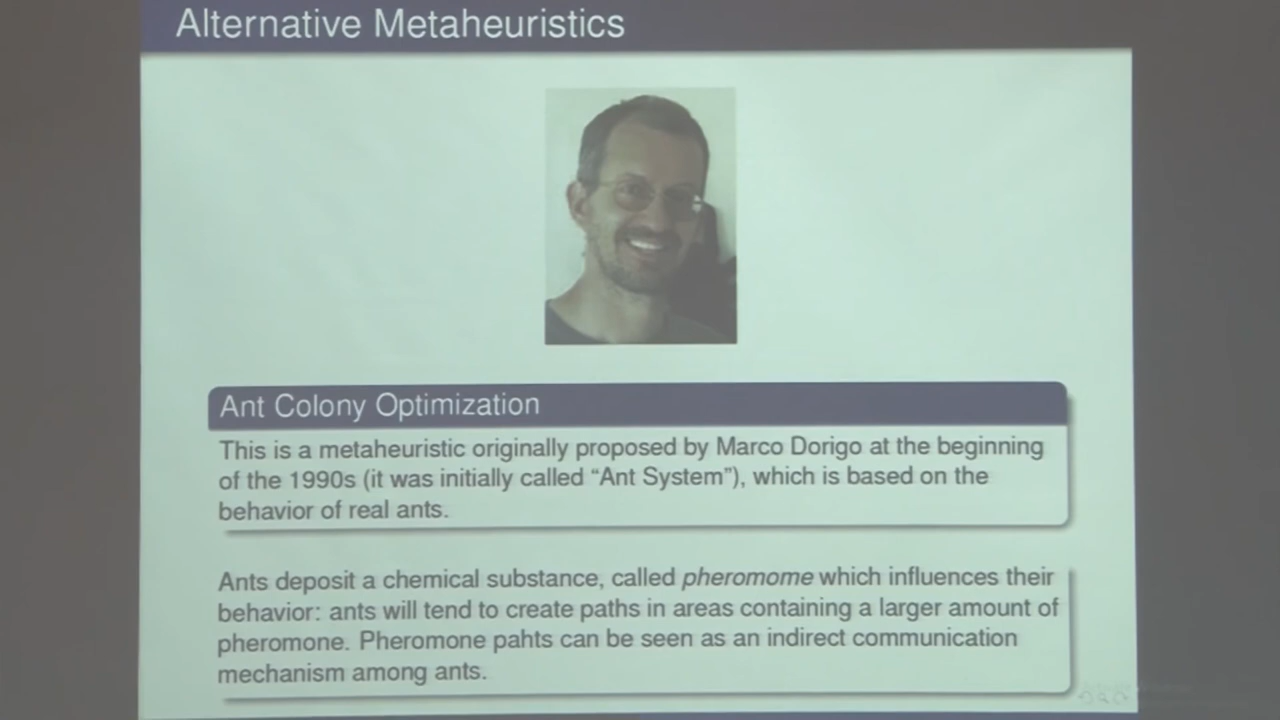 Alternative Metaheuristics
Ant Colony Optimization
This is a metaheuristic originally proposed by Marco Dorigo at the beginning
of the 1990s (it was initially called “Ant System”), which is based on the
behavior of real ants.
Ants deposit a chemical substance, called pheromome which influences their
behavior: ants will tend to create paths in areas containing a larger amount of
pheromone. Pheromone pahts can be seen as an indirect communication
mechanism among ants.